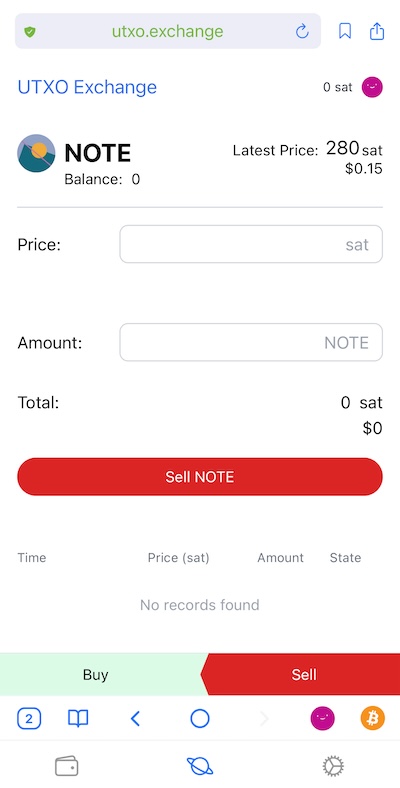 utxo.exchange
UTXO Exchange
0 sat
NOTE
Latest Price: 280 sat
$0.15
Balance: 0
Price:
sat
Amount:
NOTE
Total:
0 sat
$0
Sell NOTE
Time Price (sat) Amount State
No records found
Buy
Sell
2